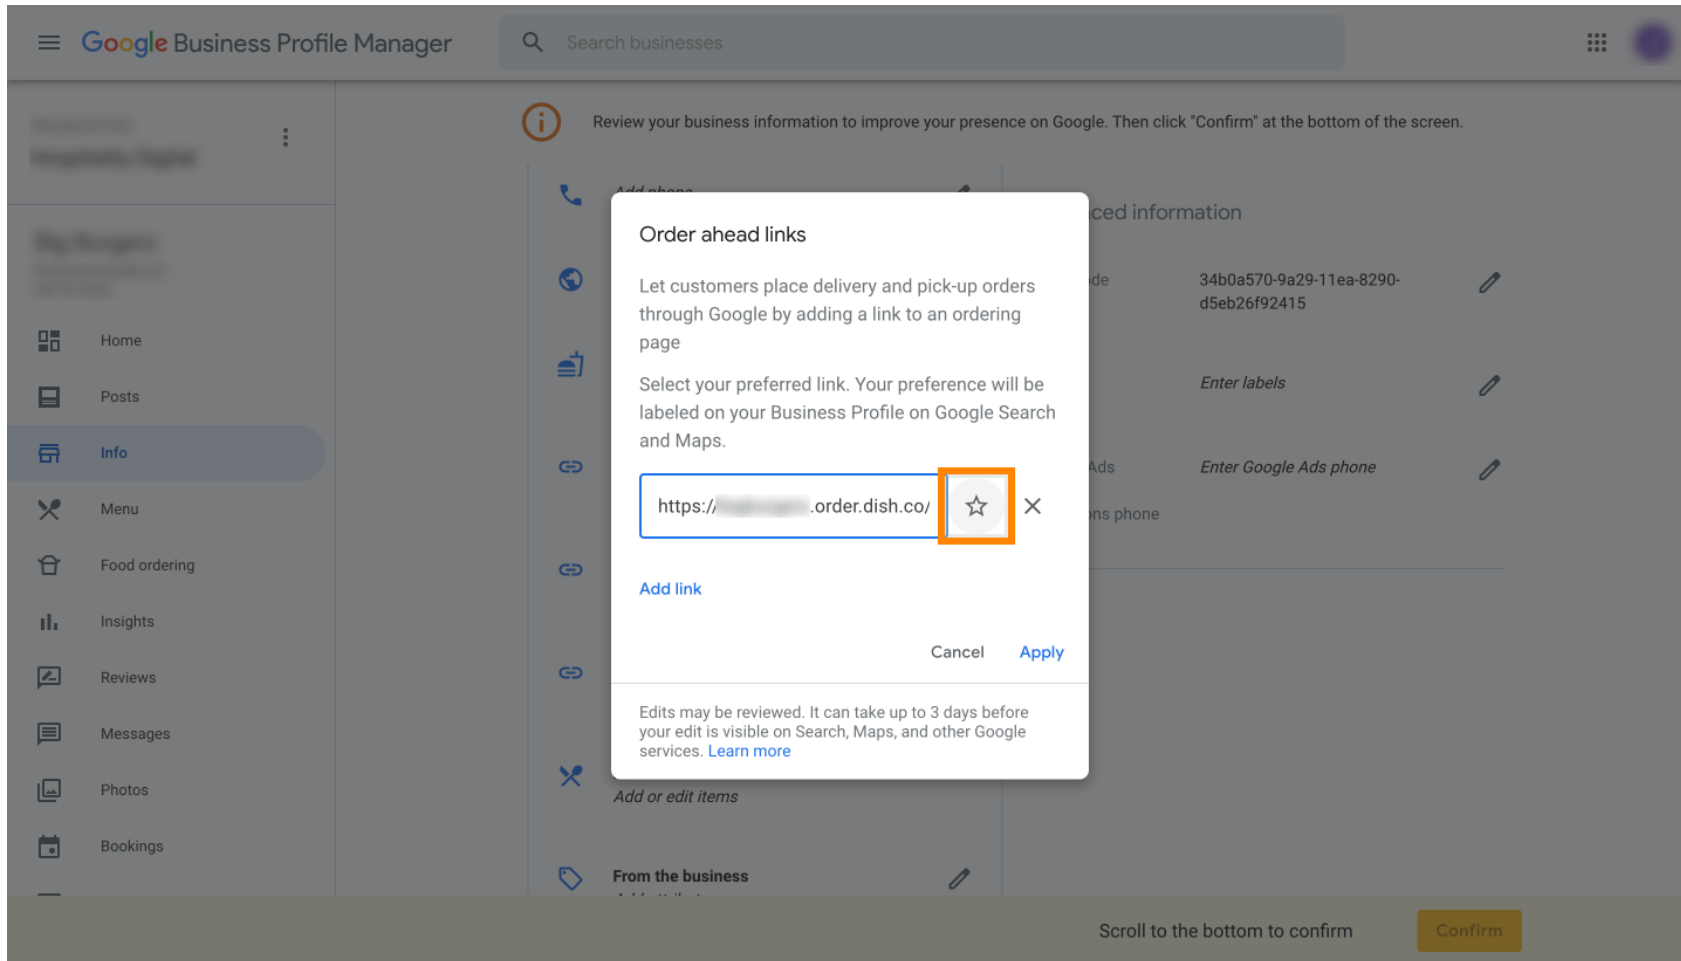 Google Business Profile Manager
Search businesses
Review your business information to improve your presence on Google. Then click "Confirm" at the bottom of the screen.
Home
Posts
Info
Menu
Food ordering
Insights
Reviews
Messages
Photos
Bookings
Add phone
Order ahead links
Let customers place delivery and pick-up orders
through Google by adding a link to an ordering
page
Select your preferred link. Your preference will be
labeled on your Business Profile on Google Search
and Maps.
https:// .order.dish.co/
Add link
Cancel Apply
Edits may be reviewed. It can take up to 3 days before
your edit is visible on Search, Maps, and other Google
services. Learn more
Add or edit items
From the business
ced information
de
34b0a570-9a29-11ea-8290-
d5eb26f92415
Enter labels
Ads
Enter Google Ads phone
ns phone
Scroll to the bottom to confirm
Confirm